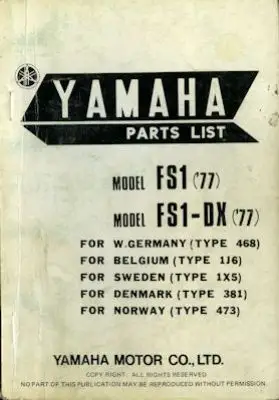 YAMAHA
PARTS LIST
MODEL FS1 ('77)
MODEL FS1-DX ('77)
FOR W.GERMANY (TYPE 468)
FOR BELGIUM (TYPE 1J6)
FOR SWEDEN (TYPE 1X5)
FOR DENMARK (TYPE 381)
FOR NORWAY (TYPE 473)
YAMAHA MOTOR CO., LTD.
COPY RIGHT. ALL RIGHTS RESERVED
NO PART OF THIS PUBLICATION MAY BE REPRODUCED WITHOUT PERMISSION.